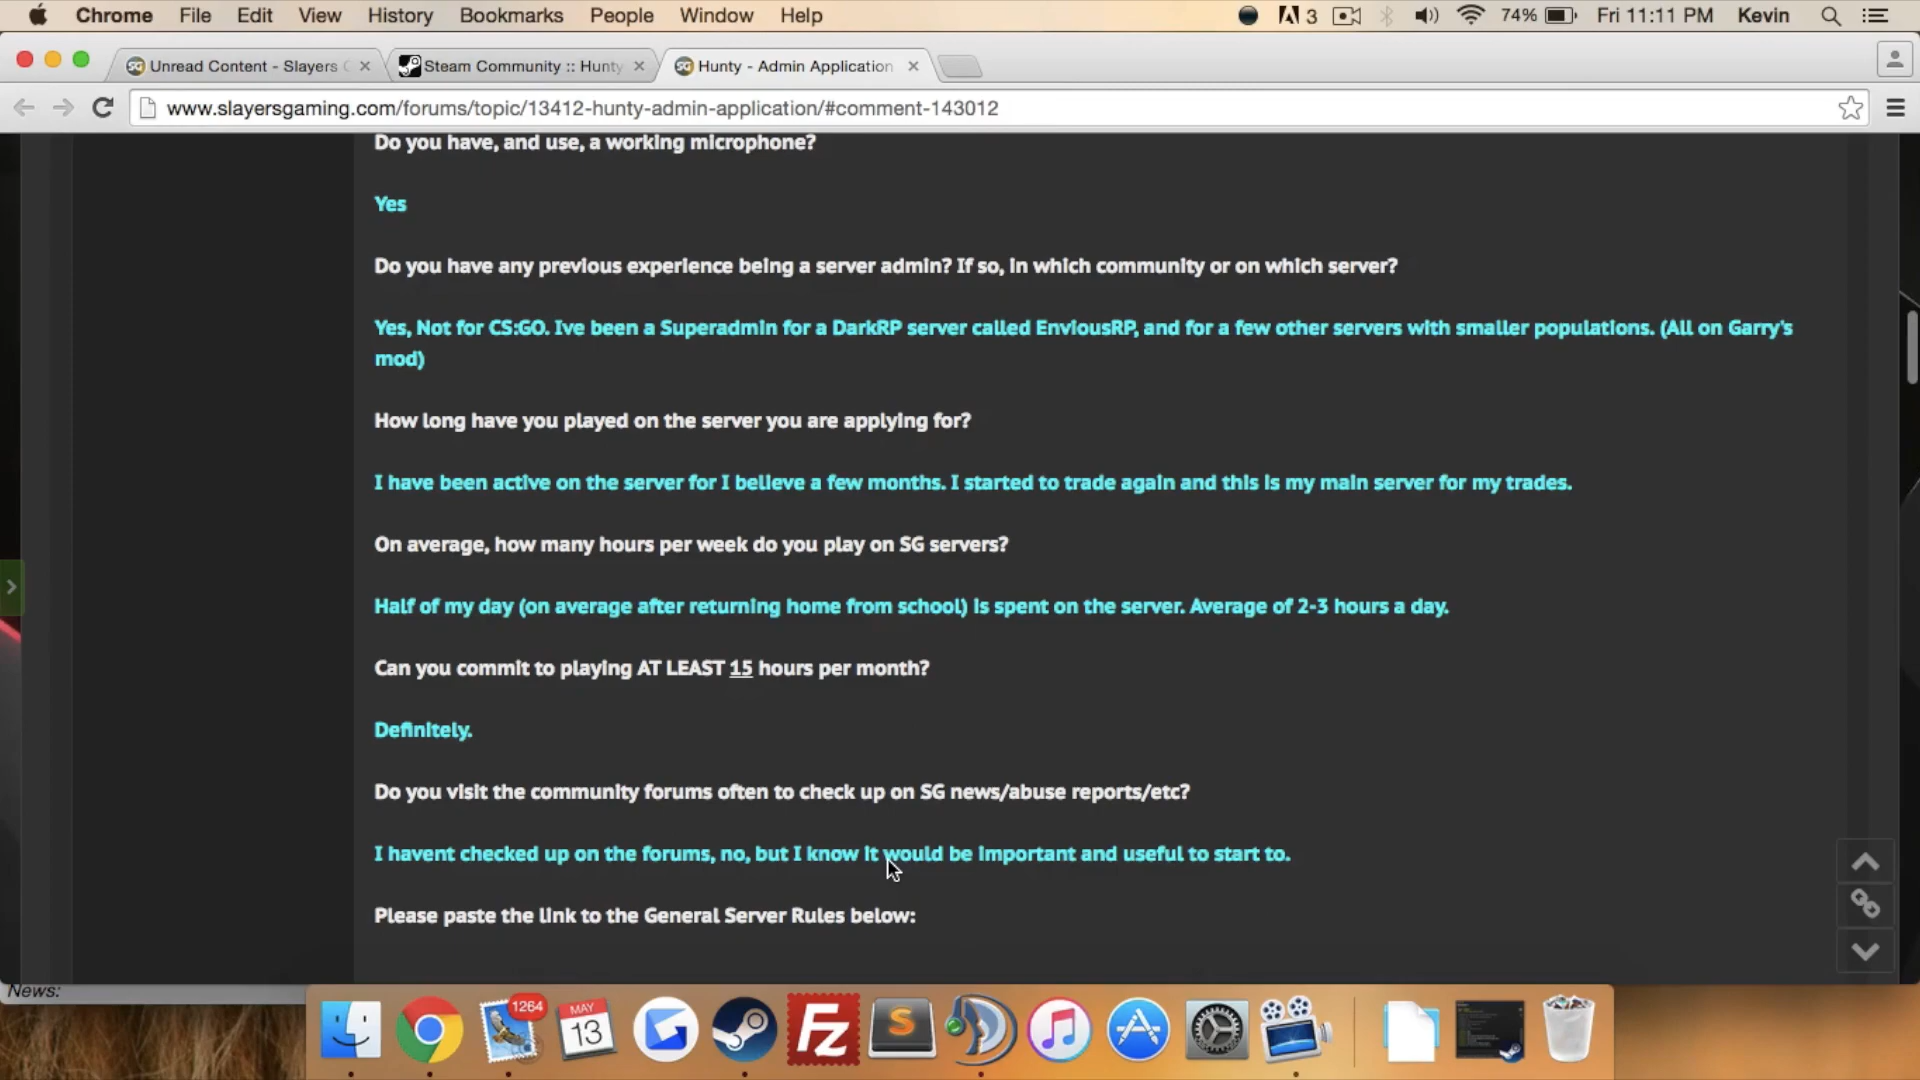 Chrome File Edit View History Bookmarks People Window Help 3 74% Fri 11:11 PM Kevin
Unread Content - Slayers G Steam Community :: Hunty Hunty - Admin Application
www.slayersgaming.com/forums/topic/13412-hunty-admin-application/#comment-143012
Do you have, and use, a working microphone?
Yes
Do you have any previous experience being a server admin? If so, in which community or on which server?
Yes, Not for CS:GO. Ive been a Superadmin for a DarkRP server called EnviousRP, and for a few other servers with smaller populations. (All on Garry's
mod)
How long have you played on the server you are applying for?
I have been active on the server for I believe a few months. I started to trade again and this is my main server for my trades.
On average, how many hours per week do you play on SG servers?
Half of my day (on average after returning home from school) is spent on the server. Average of 2-3 hours a day.
Can you commit to playing AT LEAST 15 hours per month?
Definitely.
Do you visit the community forums often to check up on SG news/abuse reports/etc?
I havent checked up on the forums, no, but I know it would be important and useful to start to.
Please paste the link to the General Server Rules below:
News:
1264
MAY
13
Fz
S